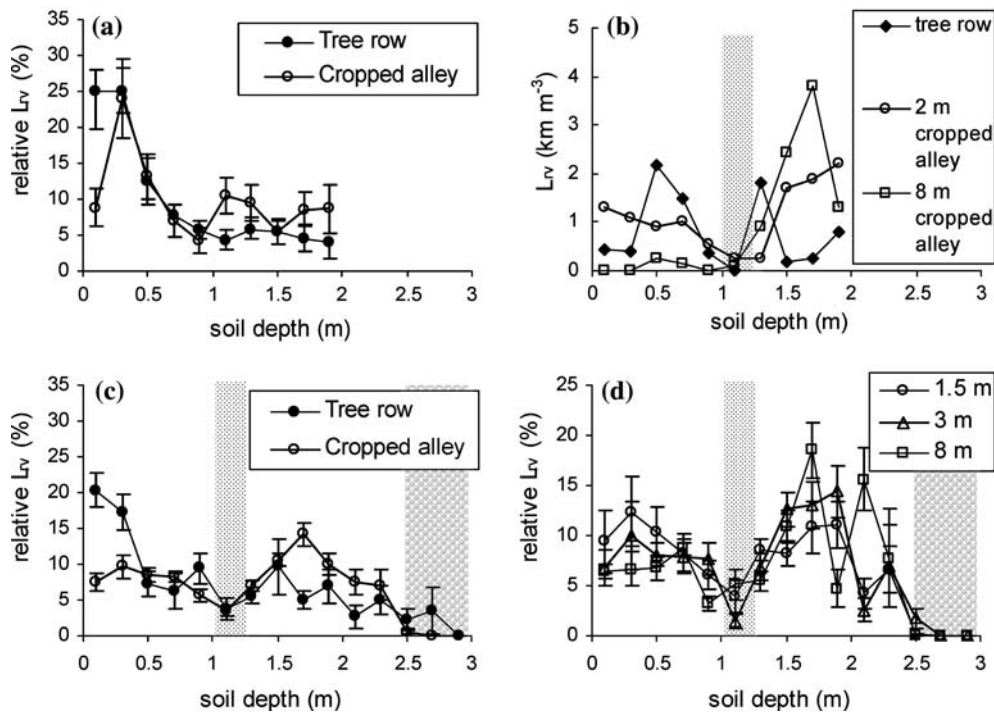 (a)
Tree row
Cropped alley
relative Lrv (%)
35
30
25
20
15
10
5
0
0 0.5 1 1.5 2 2.5 3
soil depth (m)
(b)
tree row
2 m
cropped
alley
8 m
cropped
alley
Lrv (km m⁻³)
5
4
3
2
1
0
0 0.5 1 1.5 2 2.5 3
soil depth (m)
(c)
Tree row
Cropped alley
relative Lrv (%)
35
30
25
20
15
10
5
0
0 0.5 1 1.5 2 2.5 3
soil depth (m)
(d)
1.5 m
3 m
8 m
relative Lrv (%)
25
20
15
10
5
0
0 0.5 1 1.5 2 2.5 3
soil depth (m)